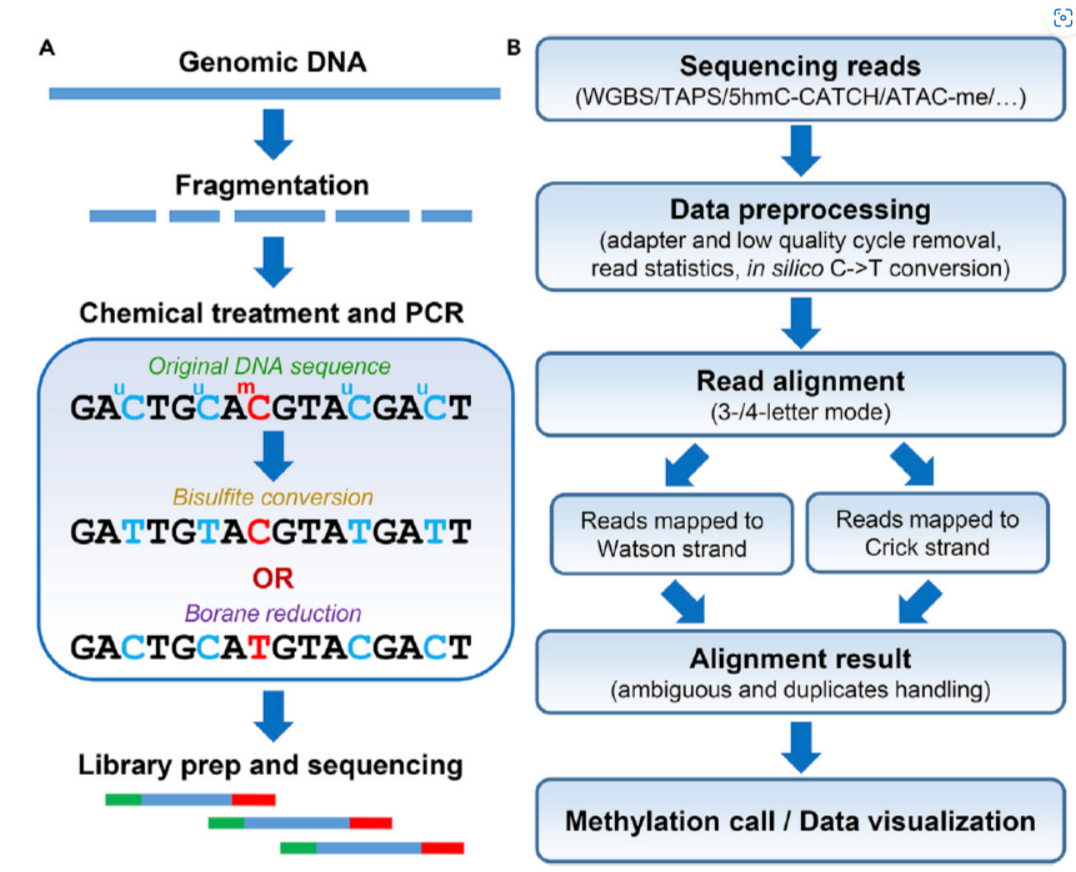 A
Genomic DNA
Fragmentation
Chemical treatment and PCR
Original DNA sequence
u u m u u
GACTGCACGTACGACT
Bisulfite conversion
GATTGTACGTATGATT
OR
Borane reduction
GACTGCATGTACGACT
Library prep and sequencing
B
Sequencing reads
(WGBS/TAPS/5hmC-CATCH/ATAC-me/…)
Data preprocessing
(adapter and low quality cycle removal,
read statistics, in silico C->T conversion)
Read alignment
(3-/4-letter mode)
Reads mapped to
Watson strand
Reads mapped to
Crick strand
Alignment result
(ambiguous and duplicates handling)
Methylation call / Data visualization